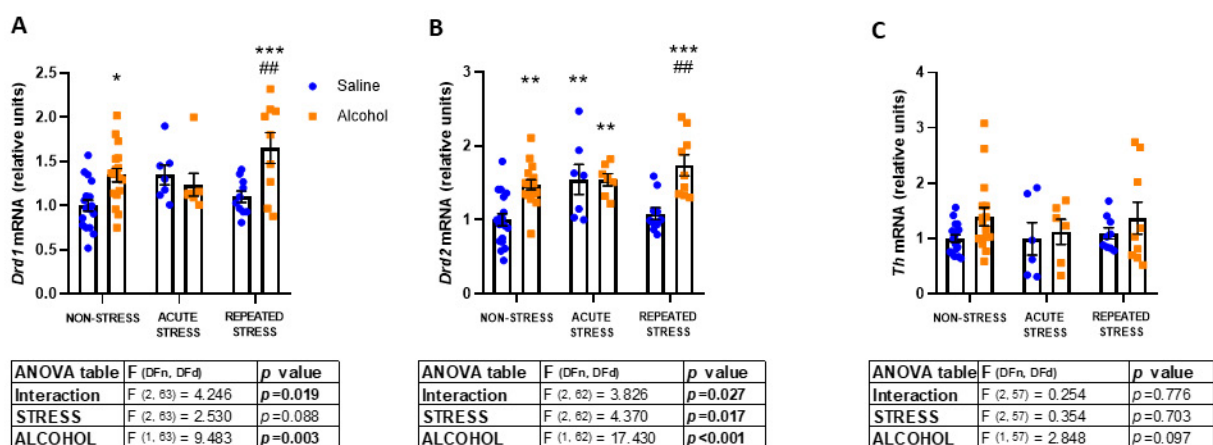 A
Drd1 mRNA (relative units)
2.5
2.0
1.5
1.0
0.5
0.0
*
***
##
Saline
Alcohol
NON-STRESS
ACUTE STRESS
REPEATED STRESS
ANOVA table F (DFn, DFd) p value
Interaction F (2, 63) = 4.246 p=0.019
STRESS F (2, 63) = 2.530 p=0.088
ALCOHOL F (1, 63) = 9.483 p=0.003
B
Drd2 mRNA (relative units)
3
2
1
0
**
**
**
***
##
NON-STRESS
ACUTE STRESS
REPEATED STRESS
ANOVA table F (DFn, DFd) p value
Interaction F (2, 62) = 3.826 p=0.027
STRESS F (2, 62) = 4.370 p=0.017
ALCOHOL F (1, 62) = 17.430 p<0.001
C
Th mRNA (relative units)
4
3
2
1
0
NON-STRESS
ACUTE STRESS
REPEATED STRESS
ANOVA table F (DFn, DFd) p value
Interaction F (2, 57) = 0.254 p=0.776
STRESS F (2, 57) = 0.354 p=0.703
ALCOHOL F (1, 57) = 2.848 p=0.097